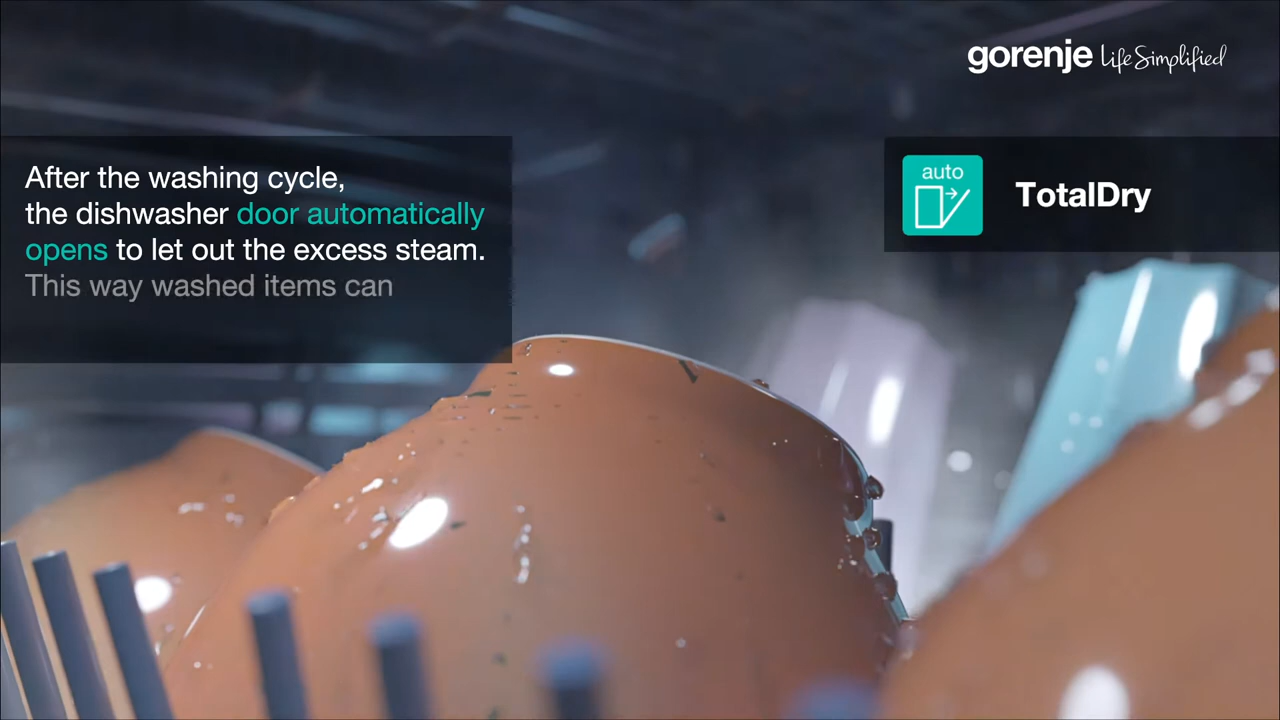 gorenje Life Simplified
After the washing cycle,
the dishwasher door automatically
opens to let out the excess steam.
This way washed items can
auto
TotalDry